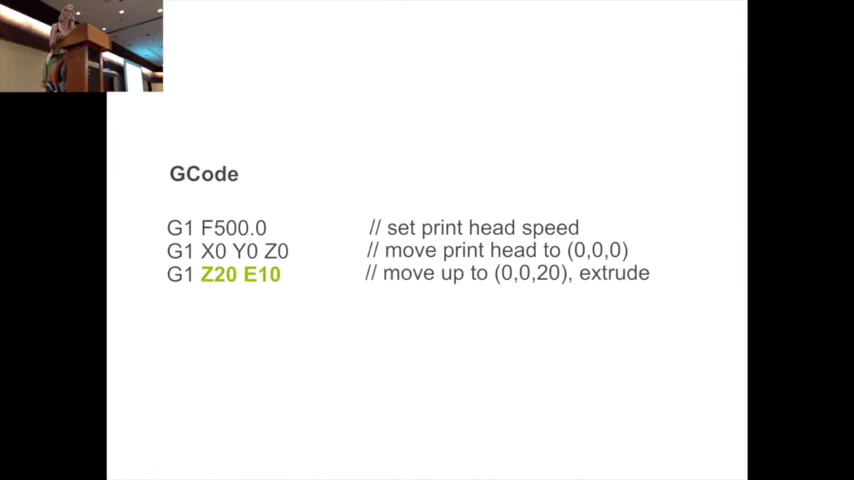 GCode
G1 F500.0 // set print head speed
G1 X0 Y0 Z0 // move print head to (0,0,0)
G1 Z20 E10 // move up to (0,0,20), extrude